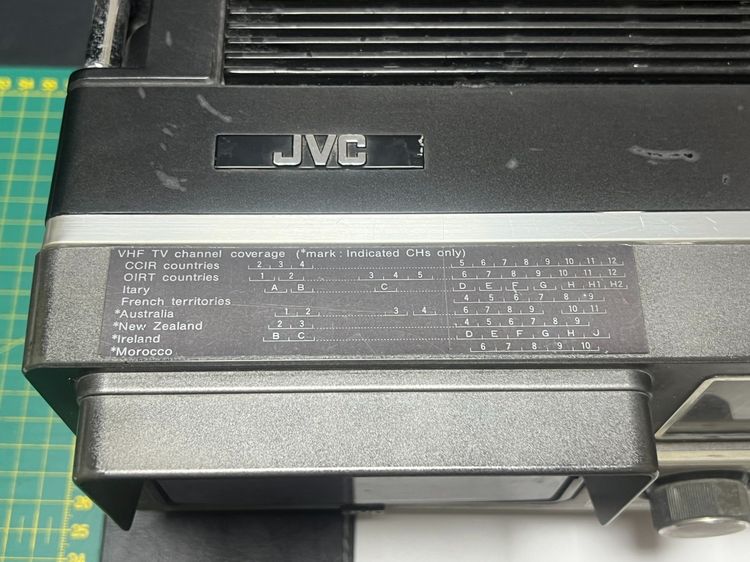 JVC
VHF TV channel coverage (*mark: Indicated CHs only)
CCIR countries 2 3 4 5 6 7 8 9 10 11 12
OIRT countries 1 2 3 4 5 6 7 8 9 10 11 12
Itary A B C D E F G H H1 H2
French territories 4 5 6 7 8 *9
*Australia 1 2 3 4 6 7 8 9 10 11
*New Zealand 2 3 4 5 6 7 8 9
*Ireland B C D E F G H J
*Morocco 6 7 8 9 10